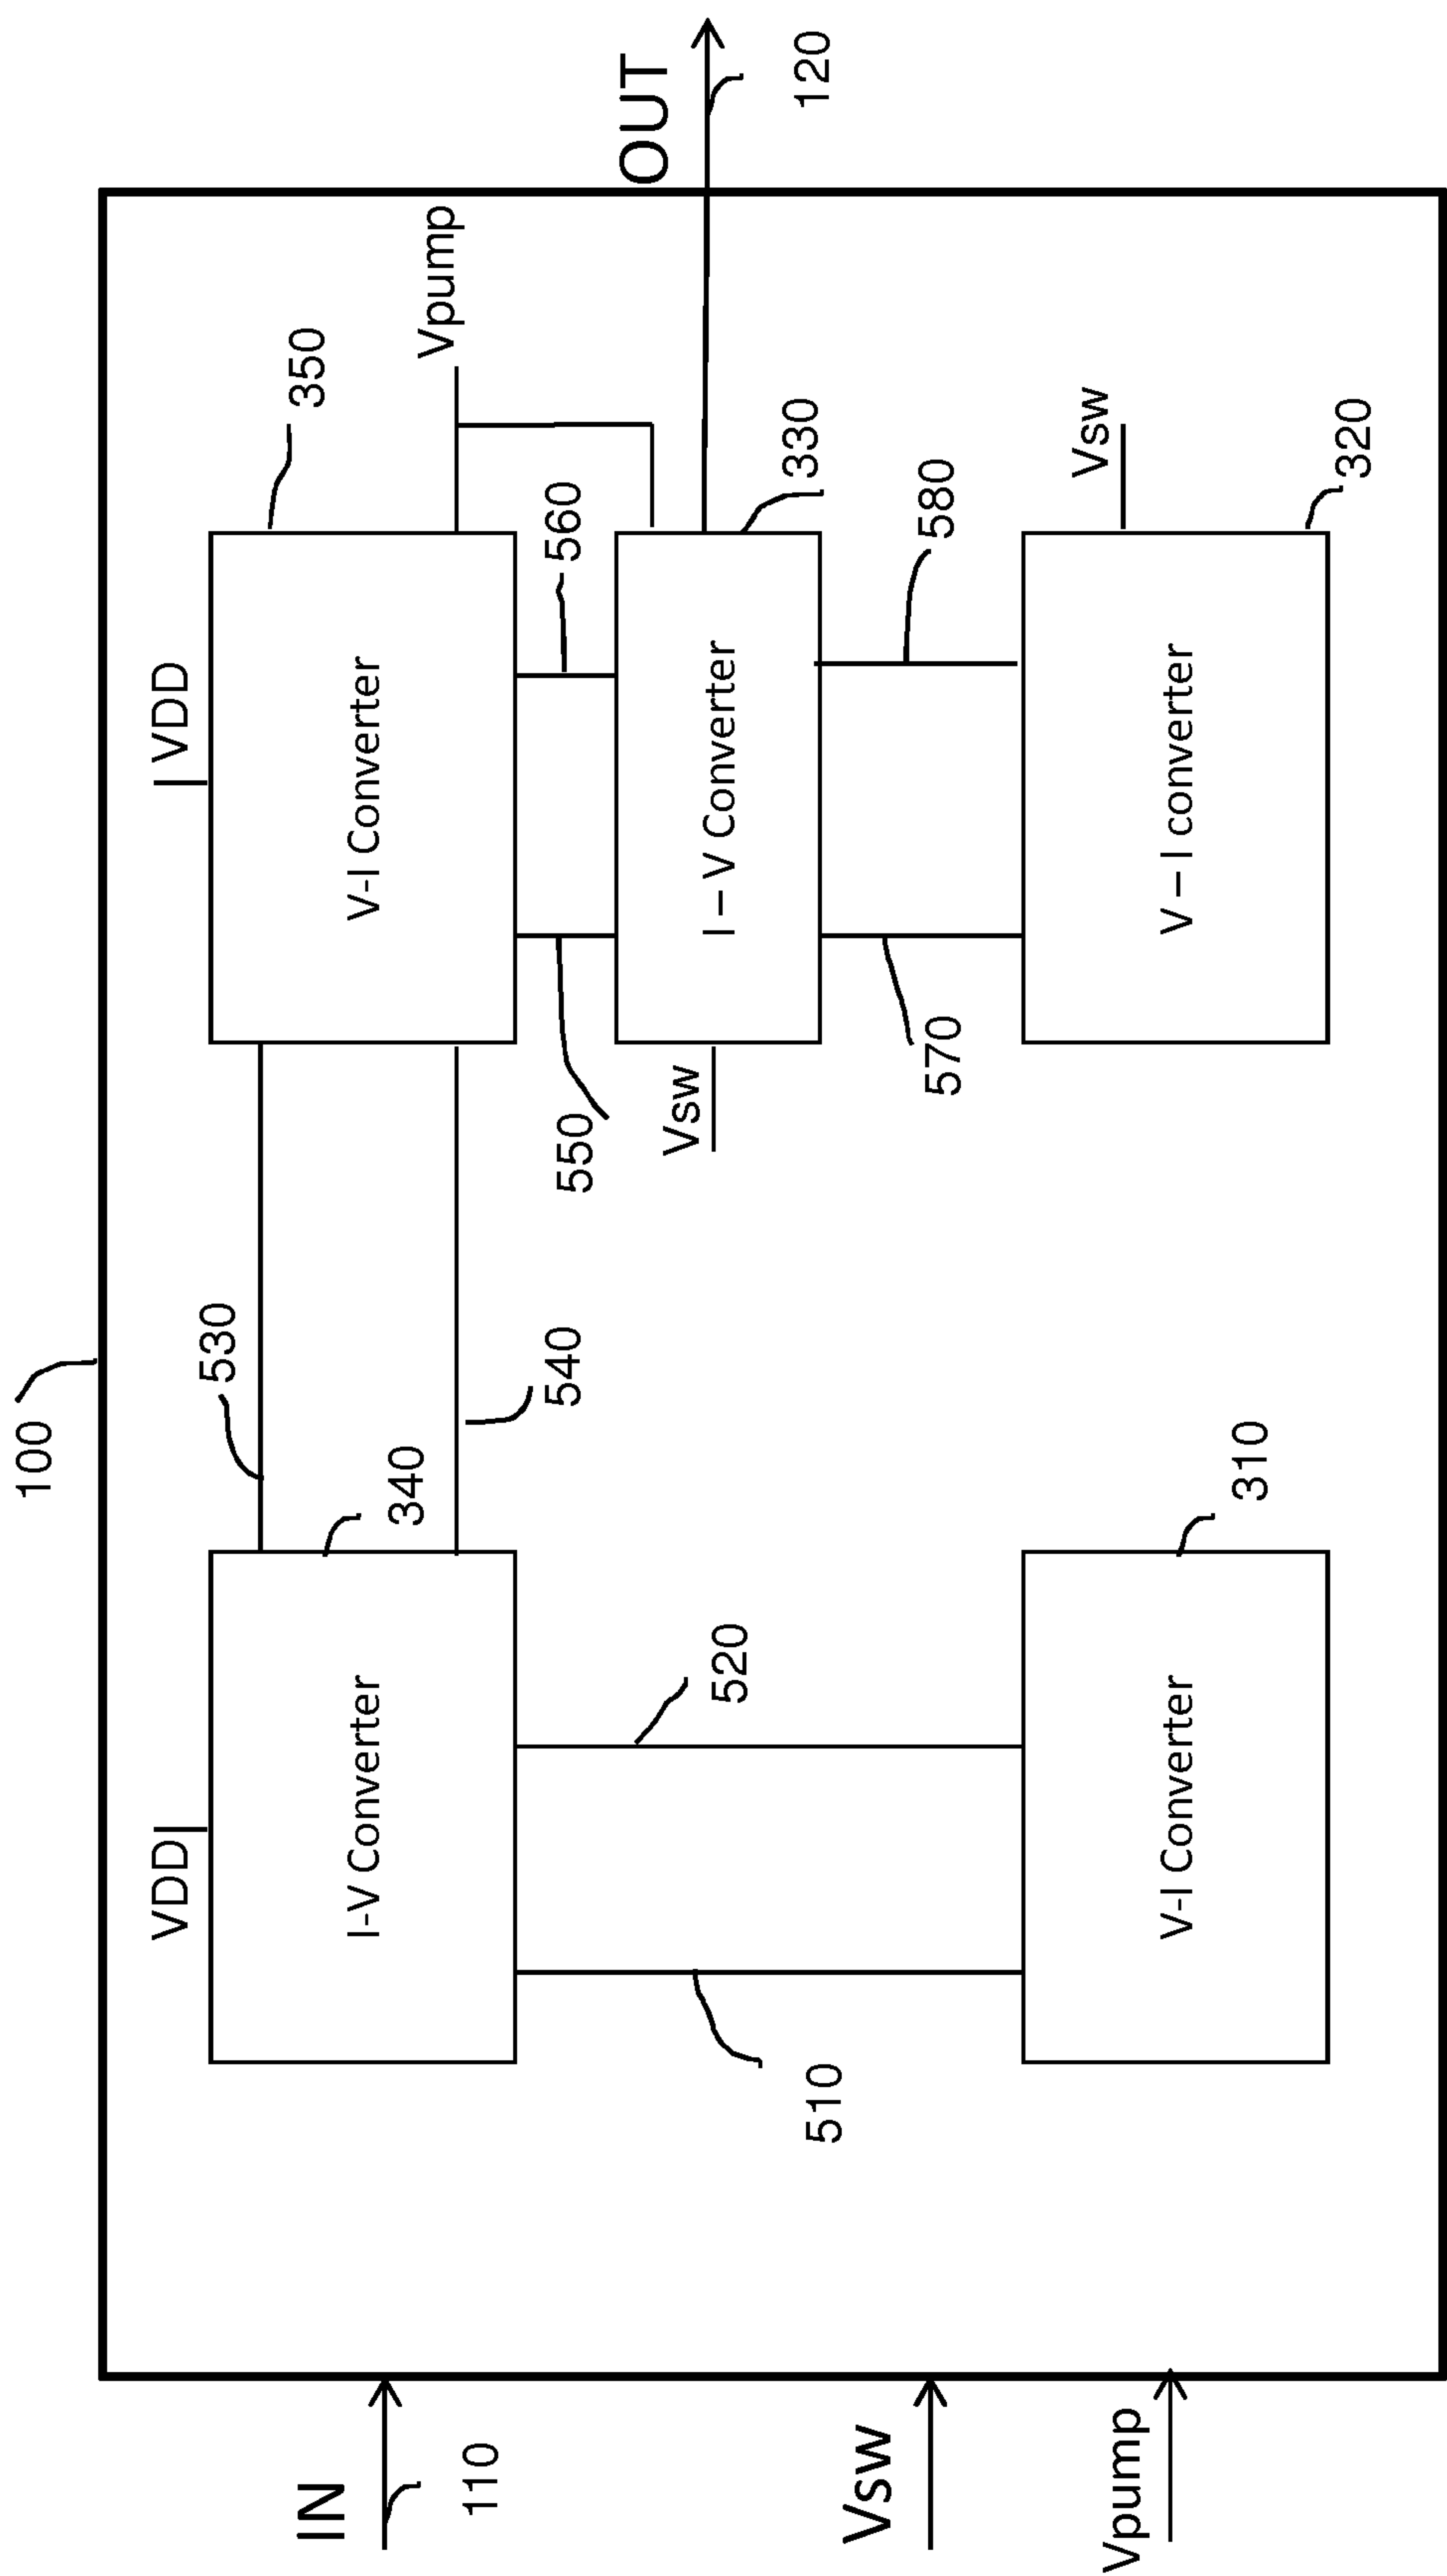 100
VDD
VDD
530
350
I-V Converter
V-I Converter
340
540
Vpump
IN
110
550
560
OUT
120
Vsw
I – V Converter
330
520
510
Vsw
570
580
Vsw
Vpump
V-I Converter
310
V – I converter
320